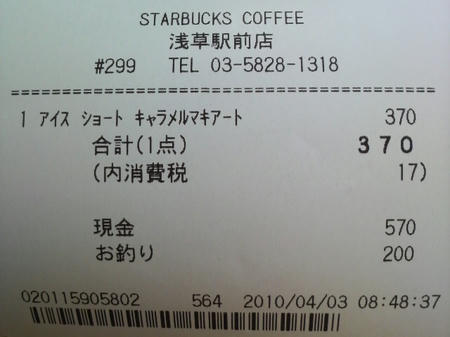 STARBUCKS COFFEE
浅草駅前店
#299 TEL 03-5828-1318
========================================
1 アイス ショート キャラメルマキアート 370
合計(1点) 370
(内消費税 17)
現金 570
お釣り 200
020115905802 564 2010/04/03 08:48:37